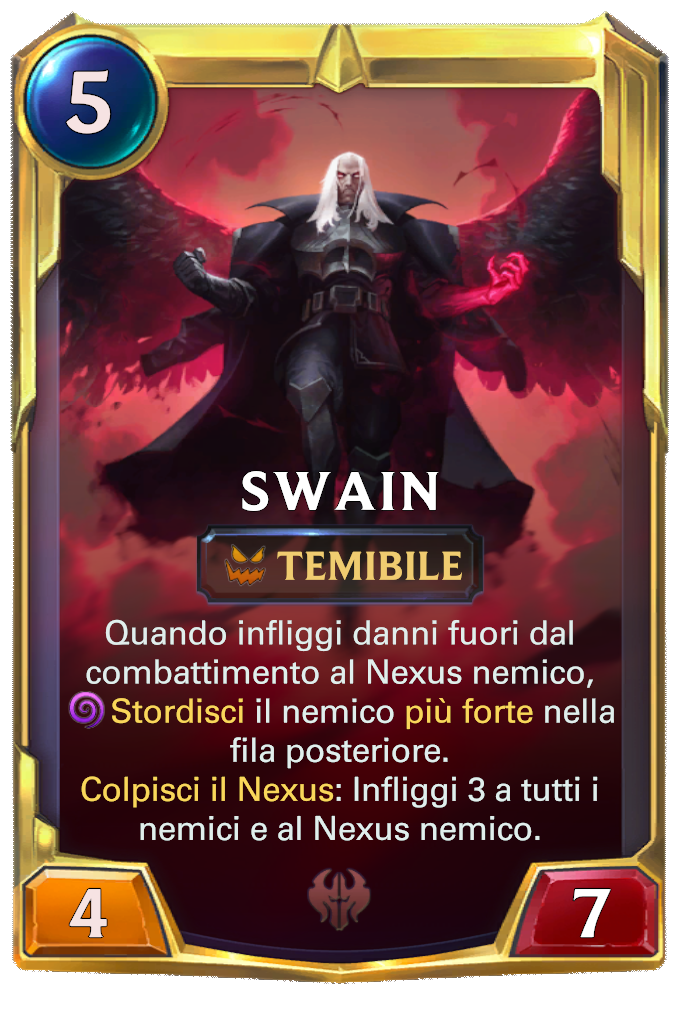 5
SWAIN
TEMIBILE
Quando infliggi danni fuori dal
combattimento al Nexus nemico,
Stordisci il nemico più forte nella
fila posteriore.
Colpisci il Nexus: Infliggi 3 a tutti i
nemici e al Nexus nemico.
4
7